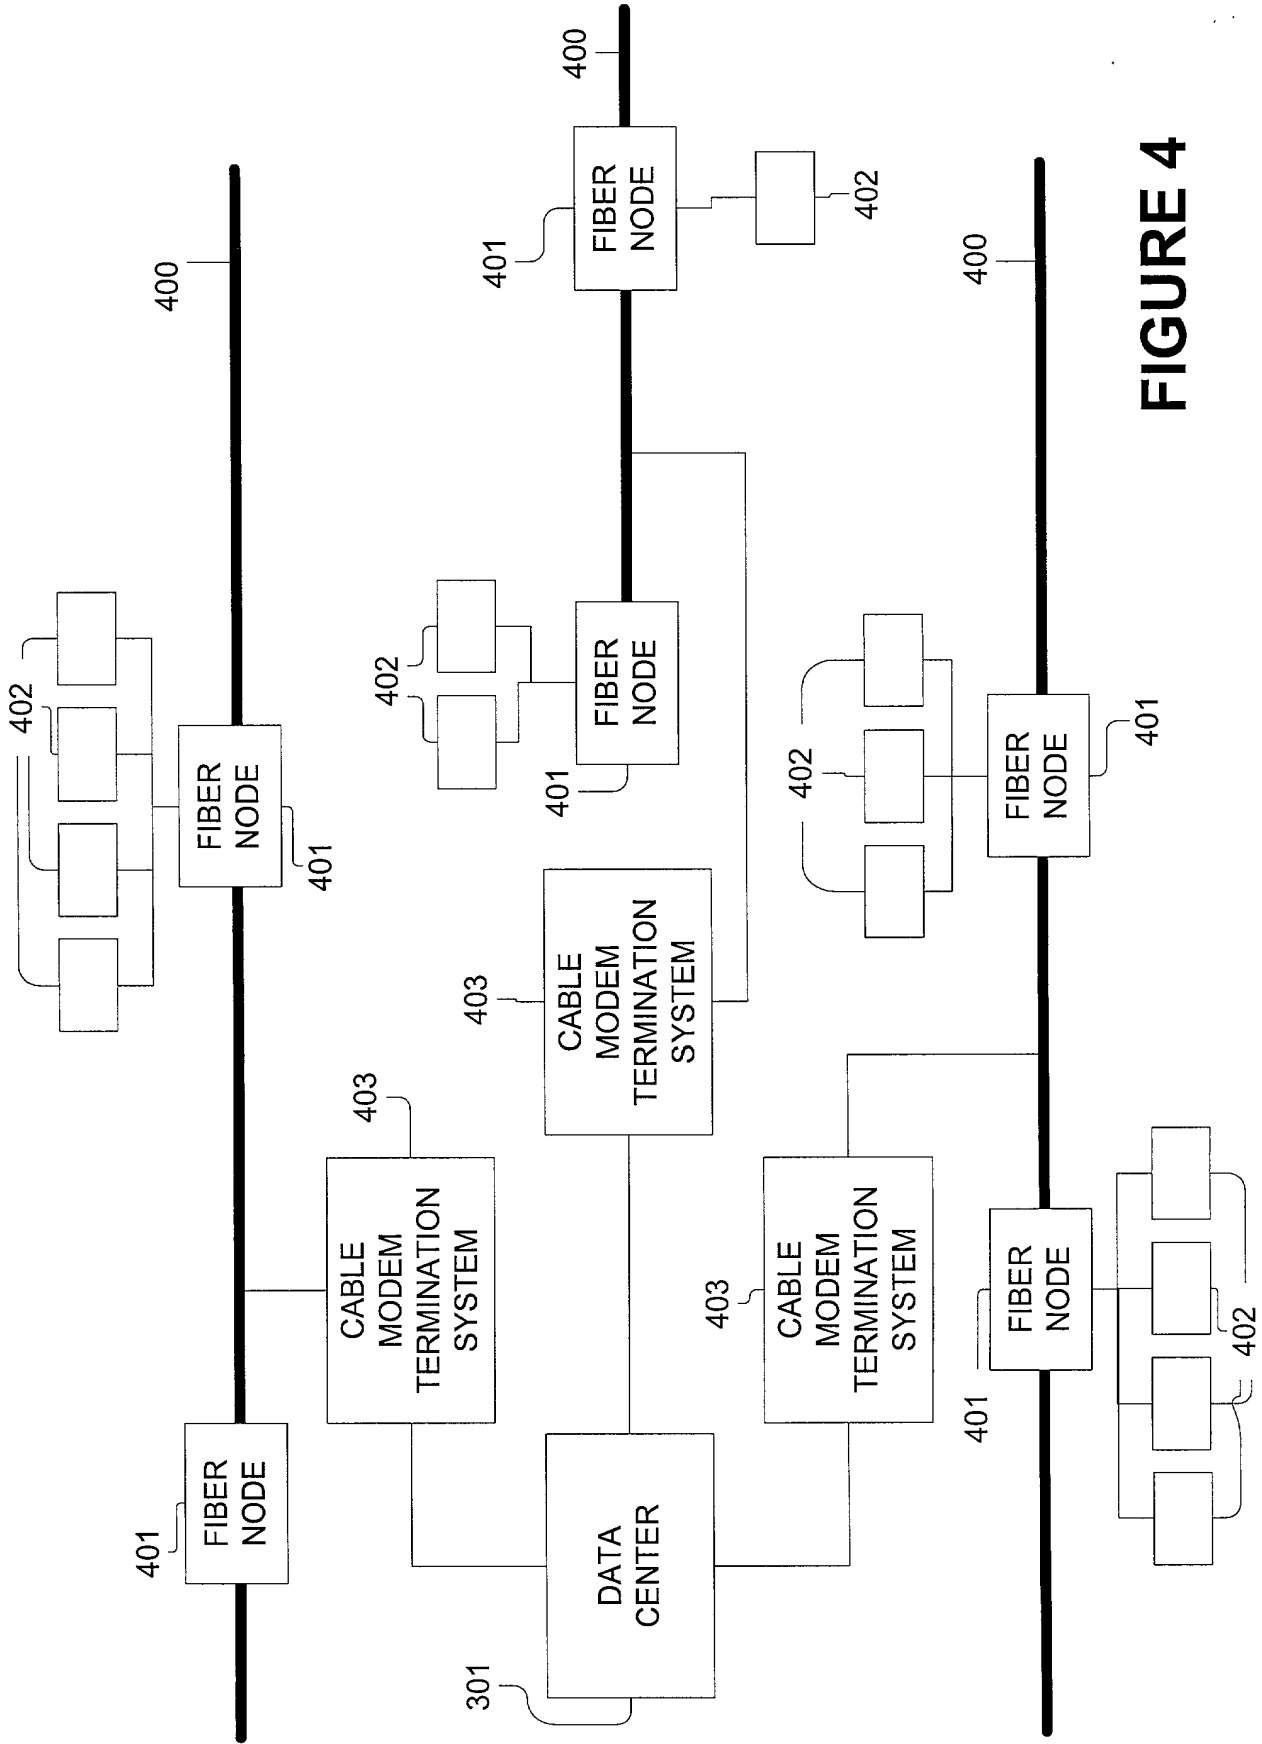 402
401
400
FIBER
NODE
FIBER
NODE
401
403
402
CABLE
MODEM
TERMINATION
SYSTEM
403
301
401
401
400
DATA
CENTER
CABLE
MODEM
TERMINATION
SYSTEM
FIBER
NODE
FIBER
NODE
403
402
CABLE
MODEM
TERMINATION
SYSTEM
402
401
400
FIBER
NODE
FIBER
NODE
401
402
FIGURE 4